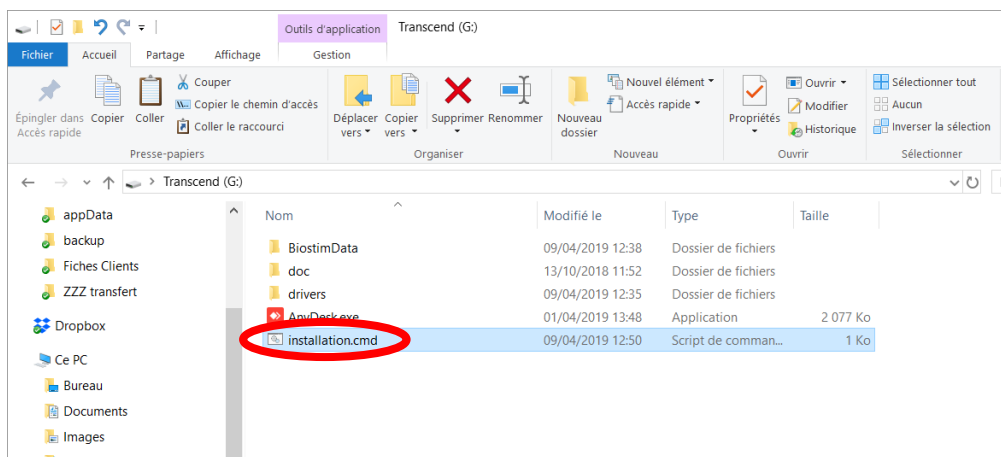 Outils d'application
Transcend (G:)
Fichier
Accueil
Partage
Affichage
Gestion
Épingler dans
Accès rapide
Copier
Coller
Couper
Copier le chemin d'accès
Coller le raccourci
Déplacer
vers
Copier
vers
Supprimer
Renommer
Nouveau
dossier
Nouvel élément
Accès rapide
Propriétés
Ouvrir
Modifier
Historique
Sélectionner tout
Aucun
Inverser la sélection
Presse-papiers
Organiser
Nouveau
Ouvrir
Sélectionner
Transcend (G:)
appData
backup
Fiches Clients
ZZZ transfert
Dropbox
Ce PC
Bureau
Documents
Images
Nom Modifié le Type Taille
BiostimData 09/04/2019 12:38 Dossier de fichiers
doc 13/10/2018 11:52 Dossier de fichiers
drivers 09/04/2019 12:35 Dossier de fichiers
AnyDesk.exe 01/04/2019 13:48 Application 2 077 Ko
installation.cmd 09/04/2019 12:50 Script de comman... 1 Ko